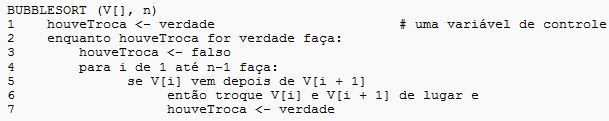 BUBBLESORT (V[], n)
1    houveTroca <- verdade                    # uma variável de controle
2    enquanto houveTroca for verdade faça:
3        houveTroca <- falso
4        para i de 1 até n-1 faça:
5              se V[i] vem depois de V[i + 1]
6                   então troque V[i] e V[i + 1] de lugar e
7                   houveTroca <- verdade